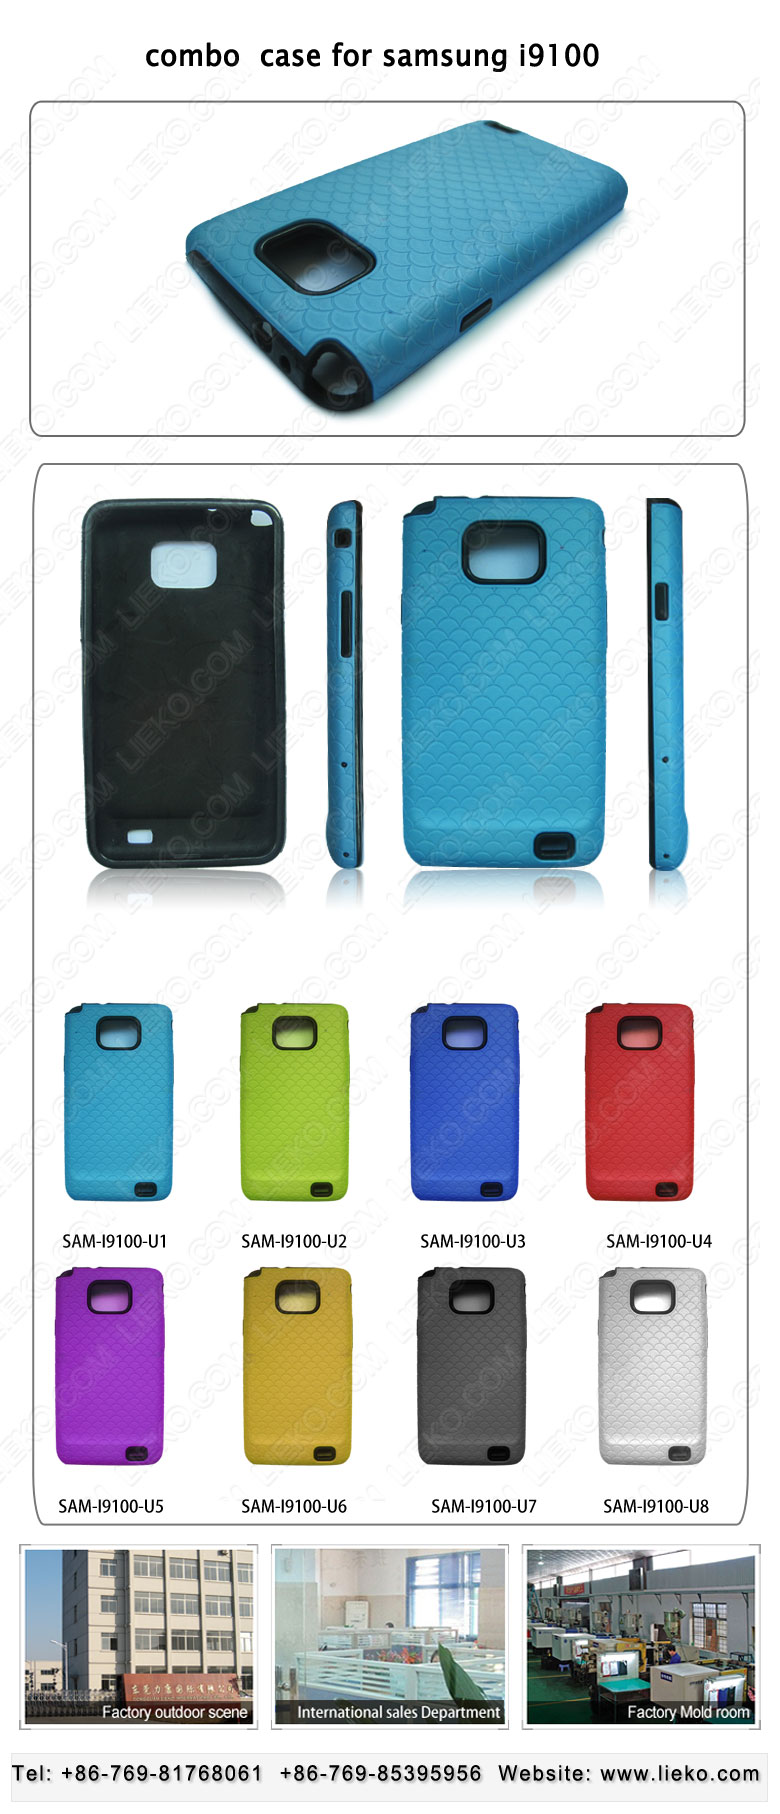 combo case for samsung i9100
LIEKO.COM
SAM-I9100-U1 SAM-I9100-U2 SAM-I9100-U3 SAM-I9100-U4
SAM-I9100-U5 SAM-I9100-U6 SAM-I9100-U7 SAM-I9100-U8
Factory outdoor scene
International sales Department
Factory Mold room
Tel: +86-769-81768061 +86-769-85395956 Website: www.lieko.com